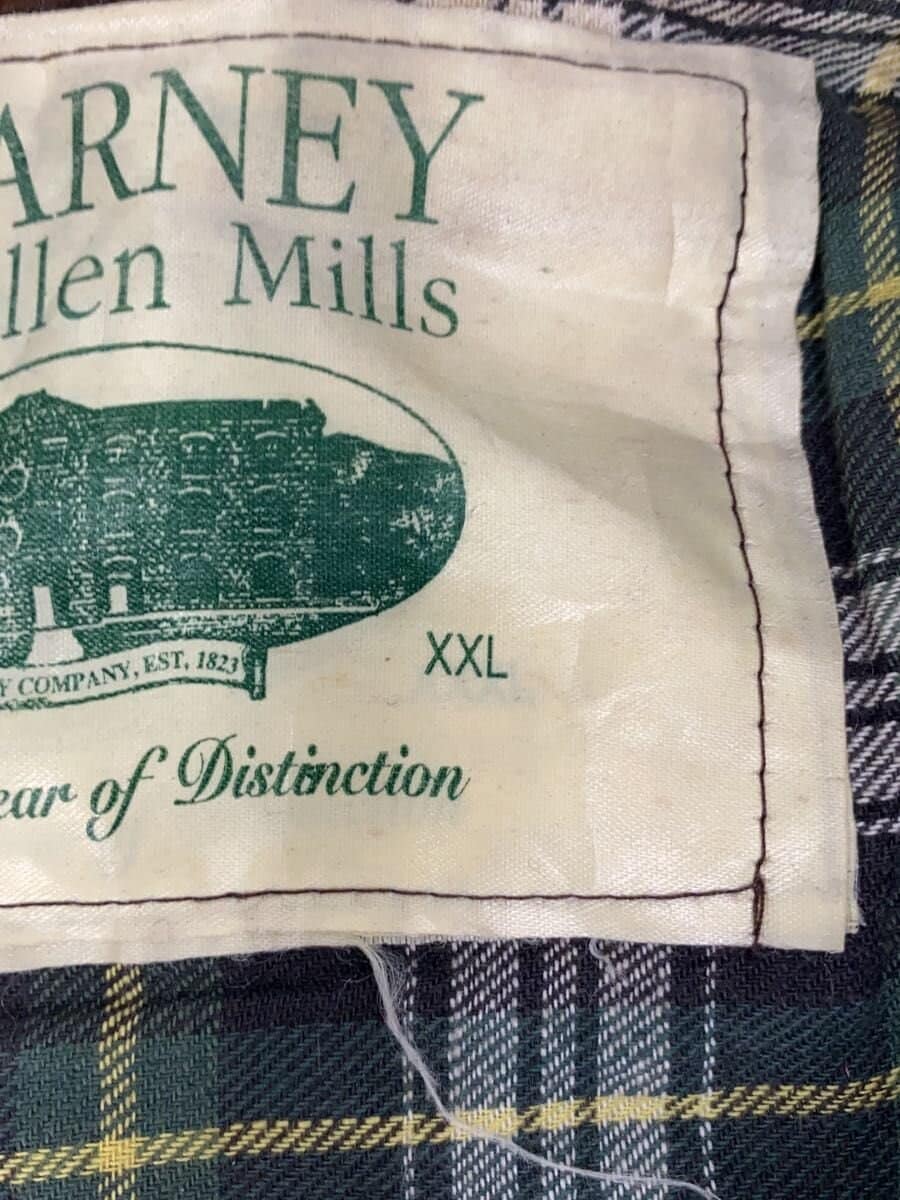 ARNEY
llen Mills
Y COMPANY, EST, 1823
XXL
ear of Distinction